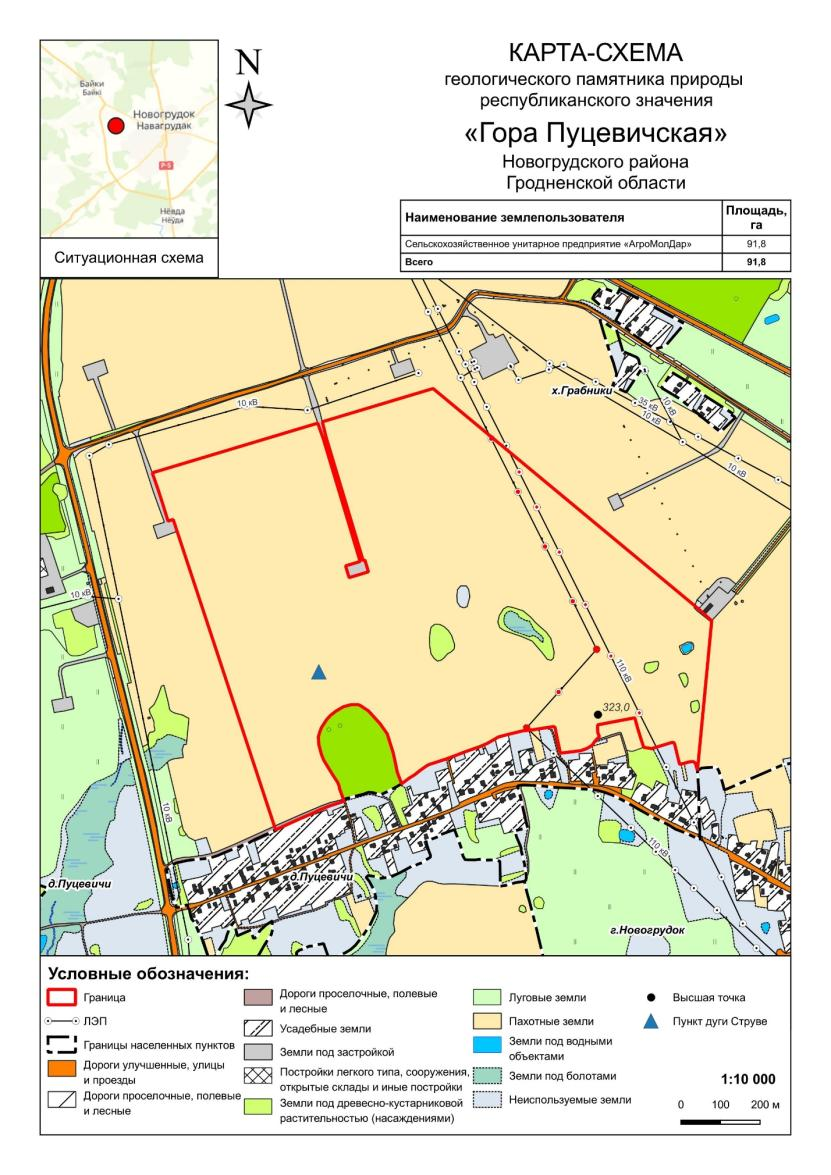 КАРТА-СХЕМА
геологического памятника природы
республиканского значения
«Гора Пуцевичская»
Новогрудского района
Гродненской области
N
Байки
Байкі
Новогрудок
Навагрудак
Р-5
Нёвда
Нёўда
Ситуационная схема
Наименование землепользователя
Площадь, га
Сельскохозяйственное унитарное предприятие «АгроМолДар» 91,8
Всего 91,8
х.Грабники
10 кВ
35 кВ
10 кВ
10 кВ
10 кВ
10 кВ
110 кВ
323,0
10 кВ
110 кВ
д.Пуцевичи
д.Пуцевичи
г.Новогрудок
Условные обозначения:
Граница
ЛЭП
Границы населенных пунктов
Дороги улучшенные, улицы
и проезды
Дороги проселочные, полевые
и лесные
Дороги проселочные, полевые
и лесные
Усадебные земли
Земли под застройкой
Постройки легкого типа, сооружения,
открытые склады и иные постройки
Земли под древесно-кустарниковой
растительностью (насаждениями)
Луговые земли
Пахотные земли
Земли под водными
объектами
Земли под болотами
Неиспользуемые земли
Высшая точка
Пункт дуги Струве
1:10 000
0 100 200 м